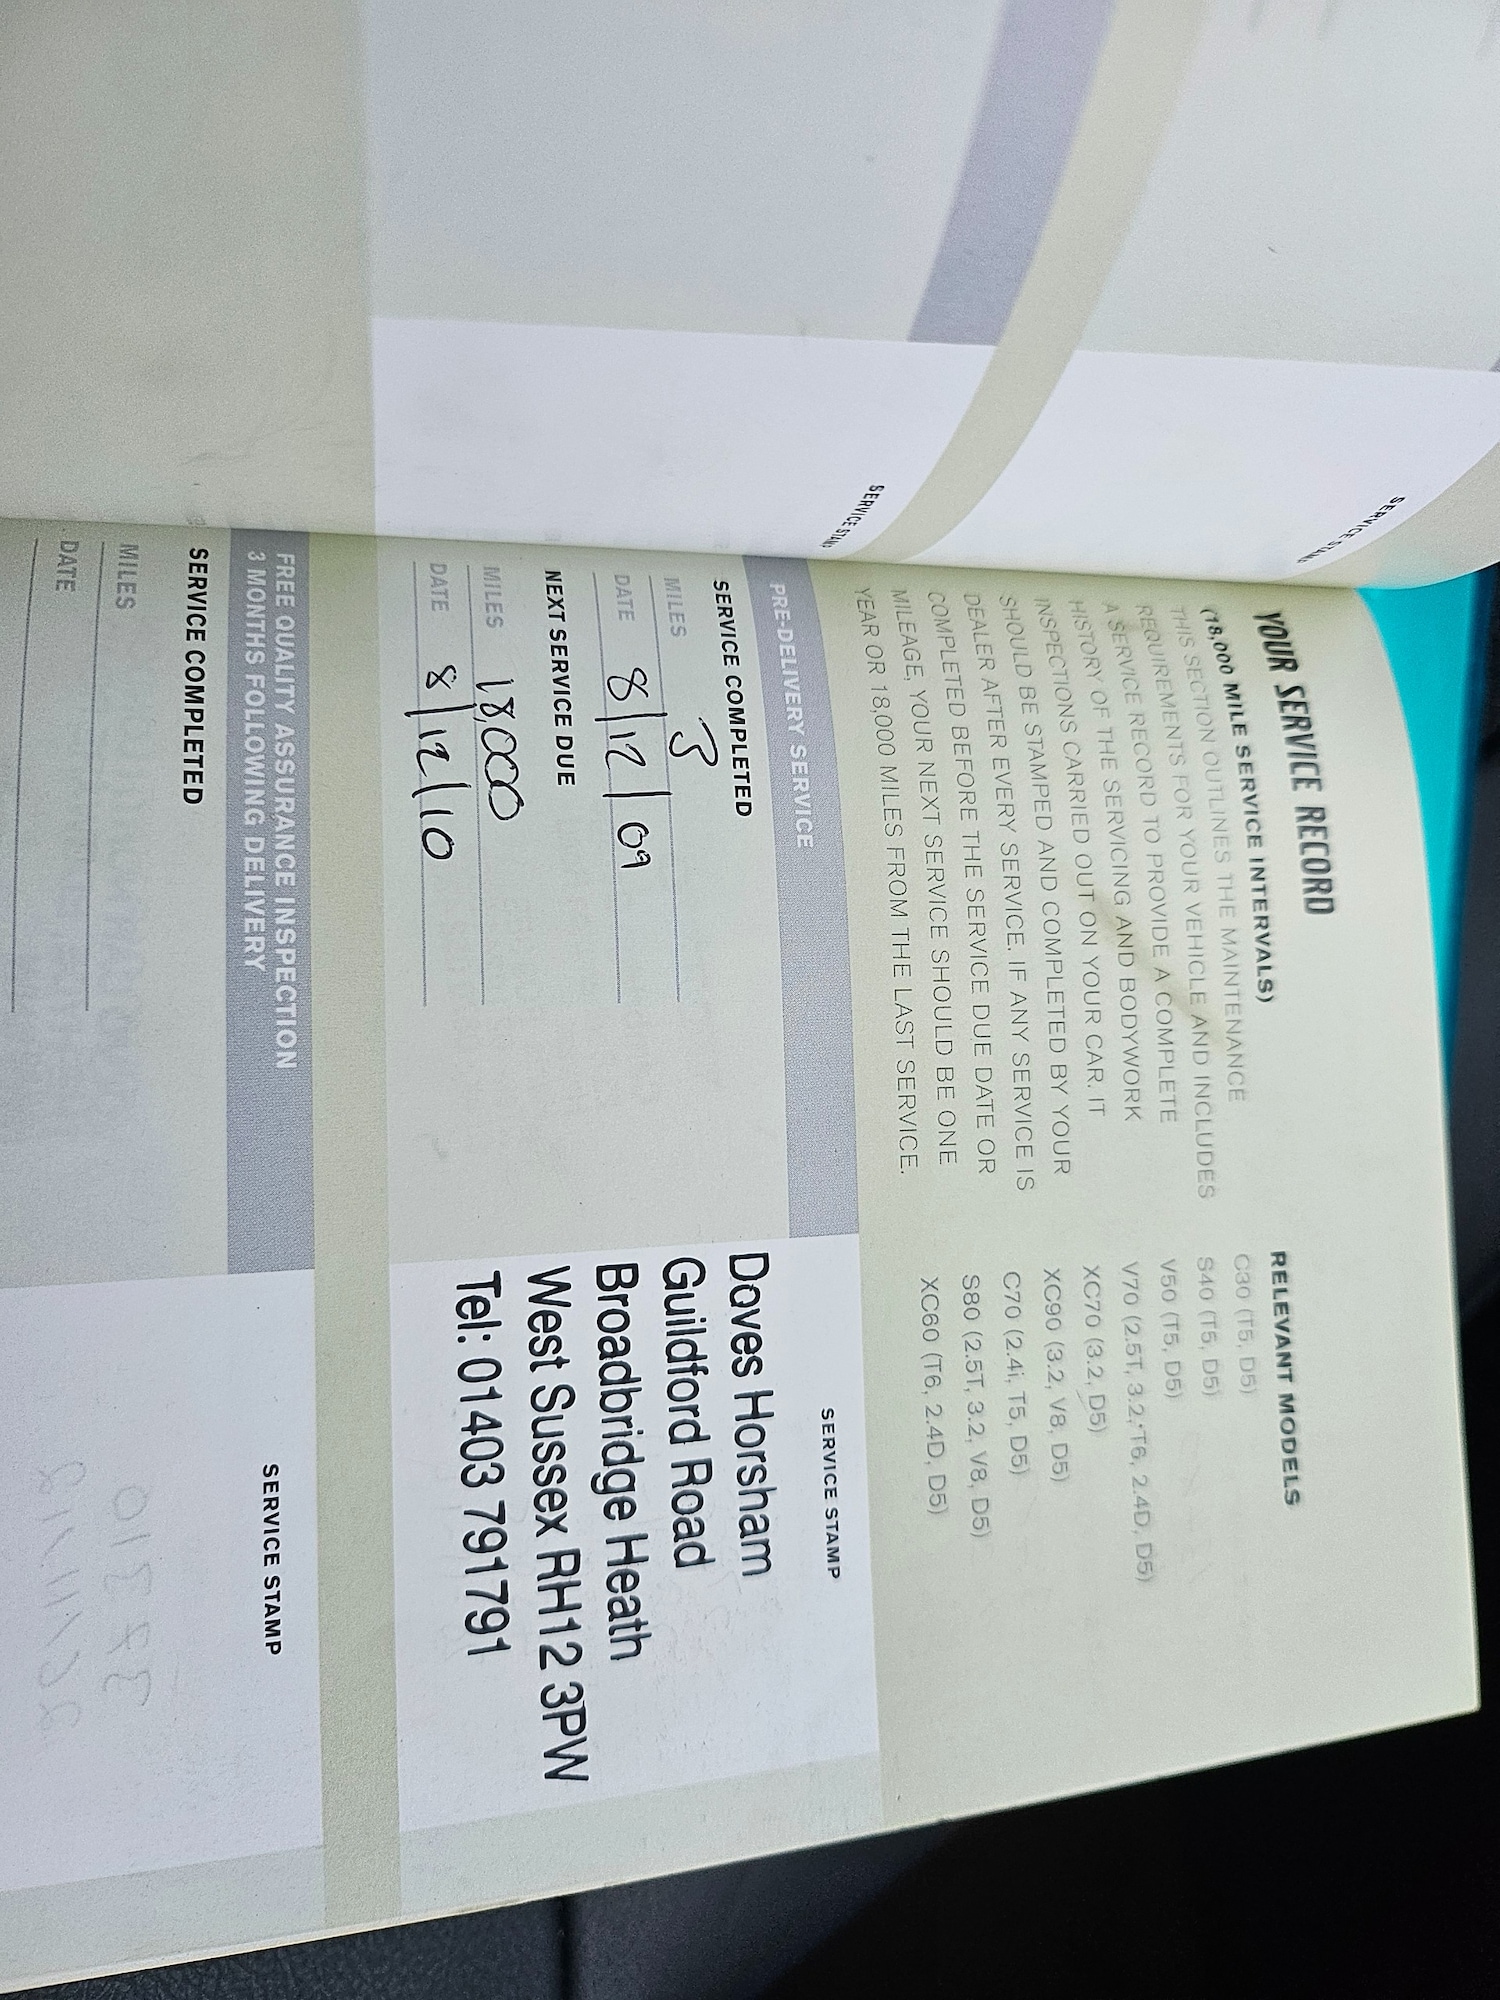 SERVICE STAMP
SERVICE STAMP
YOUR SERVICE RECORD
(18,000 MILE SERVICE INTERVALS)
THIS SECTION OUTLINES THE MAINTENANCE
REQUIREMENTS FOR YOUR VEHICLE AND INCLUDES
A SERVICE RECORD TO PROVIDE A COMPLETE
HISTORY OF THE SERVICING AND BODYWORK
INSPECTIONS CARRIED OUT ON YOUR CAR. IT
SHOULD BE STAMPED AND COMPLETED BY YOUR
DEALER AFTER EVERY SERVICE. IF ANY SERVICE IS
COMPLETED BEFORE THE SERVICE DUE DATE OR
MILEAGE, YOUR NEXT SERVICE SHOULD BE ONE
YEAR OR 18,000 MILES FROM THE LAST SERVICE.
RELEVANT MODELS
C30 (T5, D5)
S40 (T5, D5)
V50 (T5, D5)
V70 (2.5T, 3.2, T6, 2.4D, D5)
XC70 (3.2, D5)
XC90 (3.2, V8, D5)
C70 (2.4i, T5, D5)
S80 (2.5T, 3.2, V8, D5)
XC60 (T6, 2.4D, D5)
PRE-DELIVERY SERVICE
SERVICE COMPLETED
MILES 3
DATE 8/12/09
NEXT SERVICE DUE
MILES 18,000
DATE 8/12/10
SERVICE STAMP
Doves Horsham
Guildford Road
Broadbridge Heath
West Sussex RH12 3PW
Tel: 01403 791791
FREE QUALITY ASSURANCE INSPECTION
3 MONTHS FOLLOWING DELIVERY
SERVICE COMPLETED
MILES
DATE
SERVICE STAMP